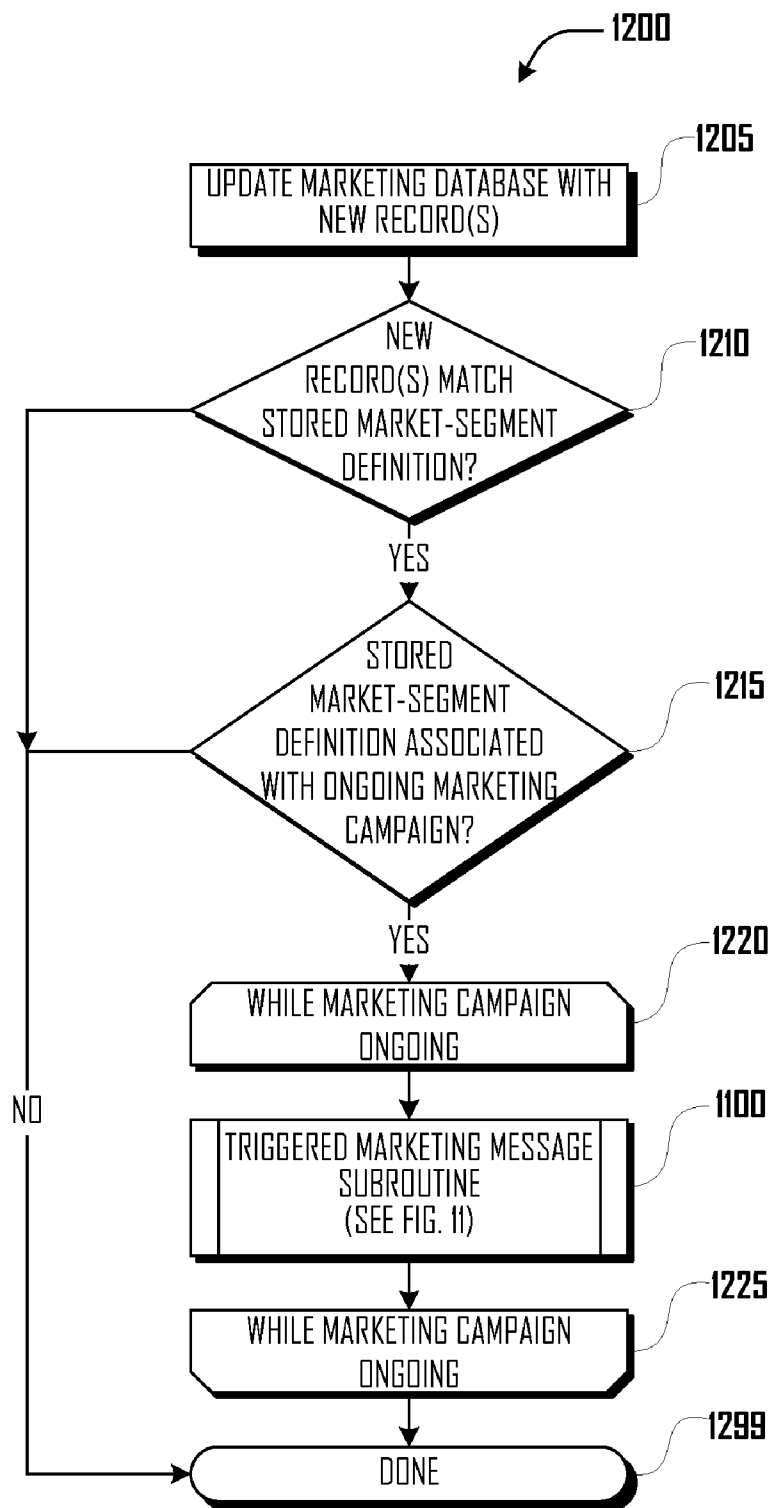 1200
1205
UPDATE MARKETING DATABASE WITH
NEW RECORD(S)
1210
NEW
RECORD(S) MATCH
STORED MARKET-SEGMENT
DEFINITION?
YES
1215
STORED
MARKET-SEGMENT
DEFINITION ASSOCIATED
WITH ONGOING MARKETING
CAMPAIGN?
YES
1220
WHILE MARKETING CAMPAIGN
ONGOING
NO
1100
TRIGGERED MARKETING MESSAGE
SUBROUTINE
(SEE FIG. 11)
1225
WHILE MARKETING CAMPAIGN
ONGOING
1299
DONE